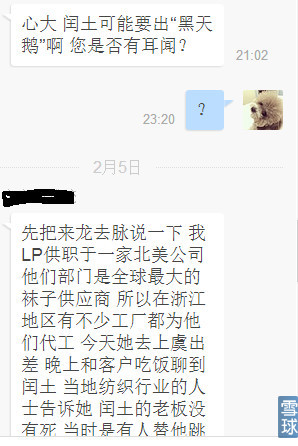 心大 闰土可能要出“黑天
鹅”啊 您是否有耳闻？
21:02
23:20
？
2月5日
先把来龙去脉说一下 我
LP供职于一家北美公司
他们部门是全球最大的
袜子供应商 所以在浙江
地区有不少工厂都为他
们代工 今天她去上虞出
差 晚上和客户吃饭聊到
闰土 当地纺织行业的人
士告诉她 闰土的老板没
有死 当时是有人替他跳
雪球